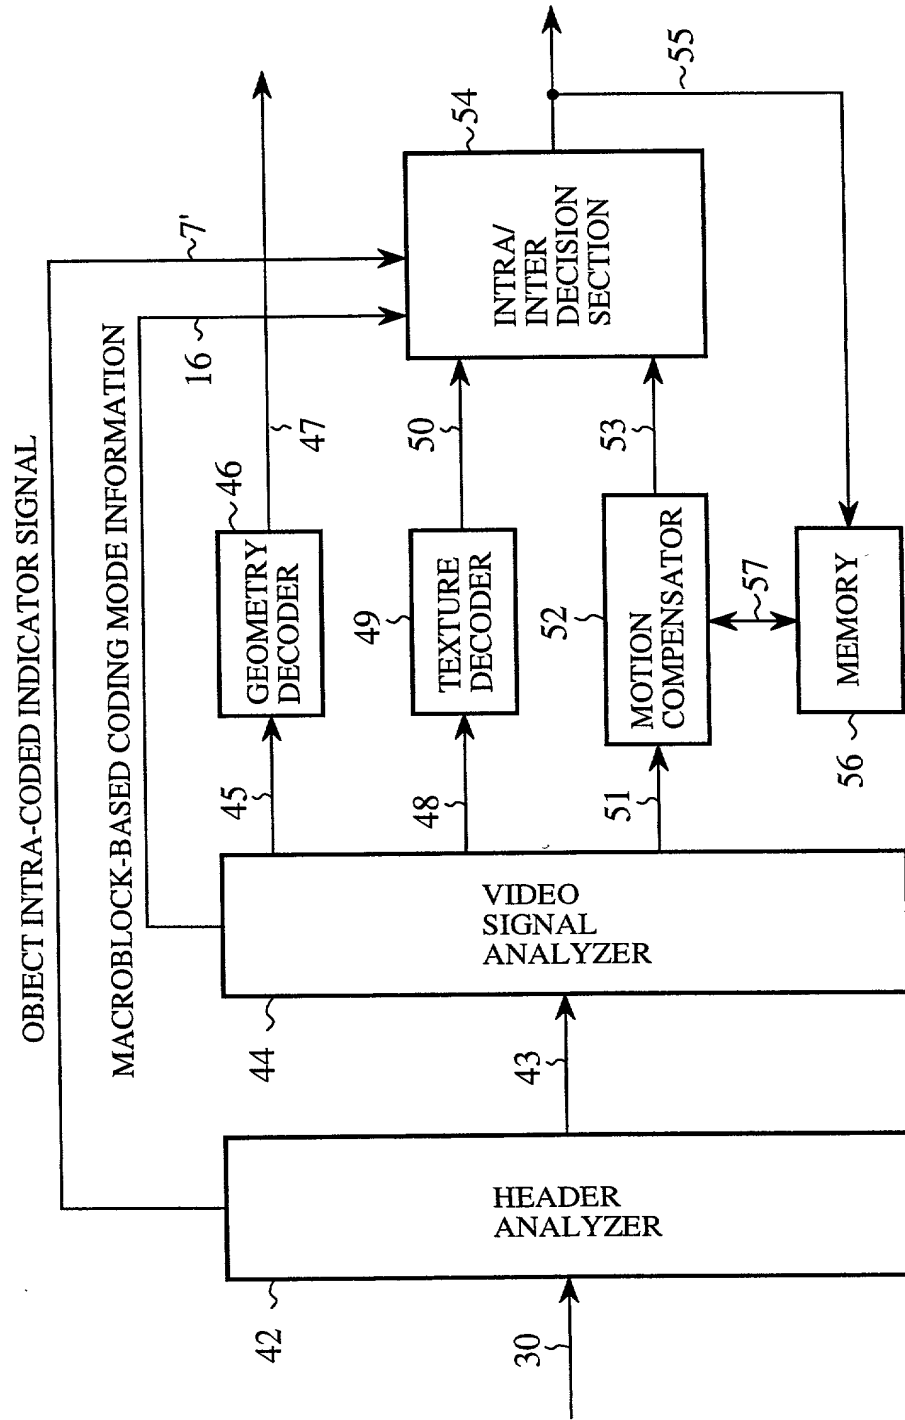 OBJECT INTRA-CODED INDICATOR SIGNAL
MACROBLOCK-BASED CODING MODE INFORMATION
7'
16
30
42
HEADER
ANALYZER
43
44
VIDEO
SIGNAL
ANALYZER
45
GEOMETRY
DECODER
46
47
48
49
TEXTURE
DECODER
50
51
52
MOTION
COMPENSATOR
53
54
INTRA/
INTER
DECISION
SECTION
55
56
MEMORY
57